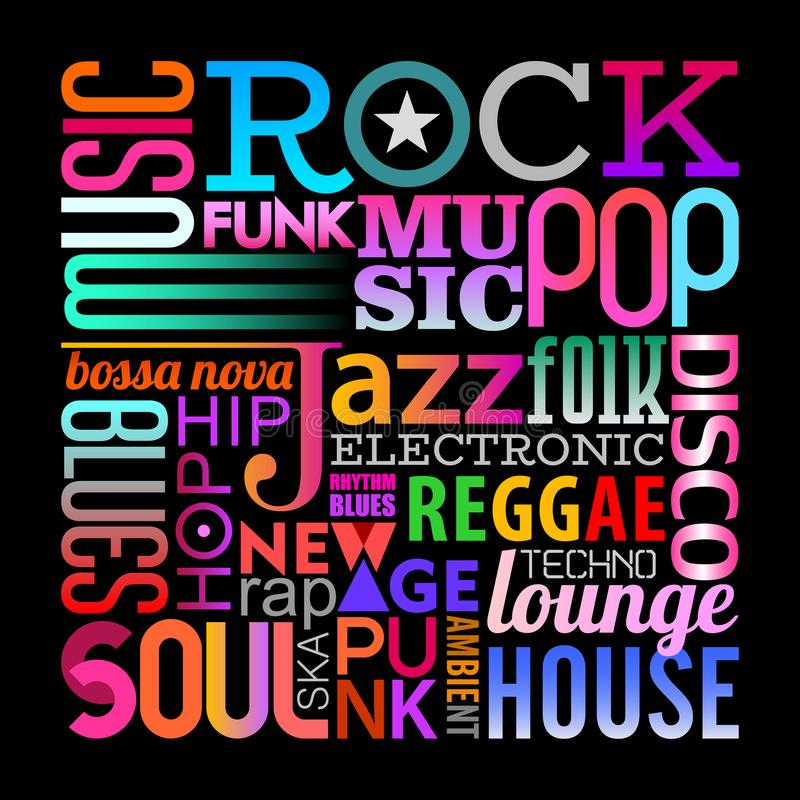 MUSIC
ROCK
FUNK
MU
SIC
POP
bossa nova
Jazz
folk
DISCO
BLUES
HIP
HOP
ELECTRONIC
RHYTHM
BLUES
REGGAE
NEW
AGE
TECHNO
rap
lounge
SOUL
SKA
PU
NK
AMBIENT
HOUSE